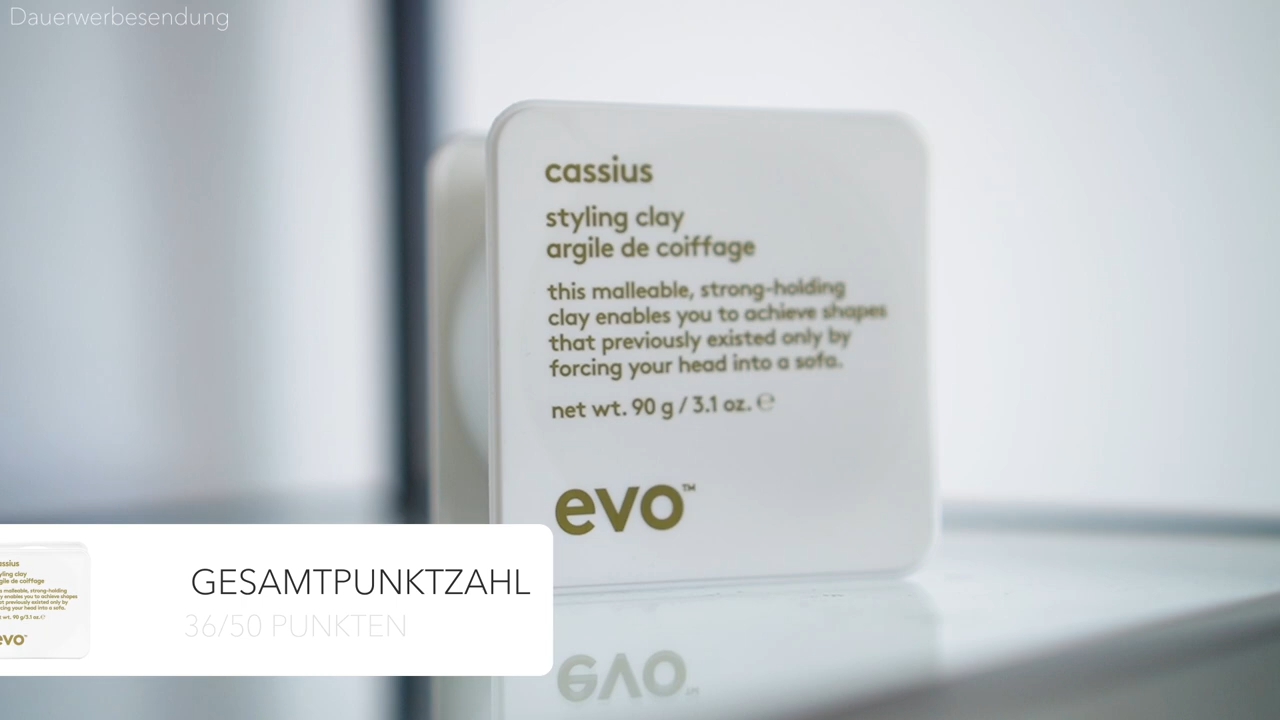 Dauerwerbesendung
cassius
styling clay
argile de coiffage
this malleable, strong-holding
clay enables you to achieve shapes
that previously existed only by
forcing your head into a sofa.
net wt. 90 g / 3.1 oz. ℮
evo™
GESAMTPUNKTZAHL
36/50 PUNKTEN